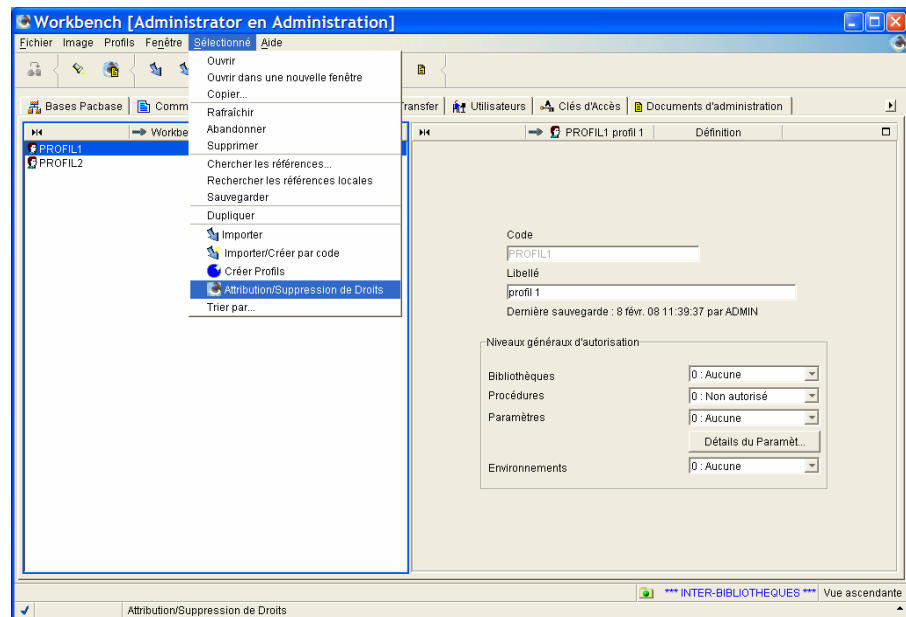 Workbench [Administrator en Administration]
Fichier Image Profils Fenêtre Sélectionné Aide
Bases Pacbase
Comm
ransfer
Utilisateurs
Clés d'Accès
Documents d'administration
Workbe
PROFIL1
PROFIL2
Ouvrir
Ouvrir dans une nouvelle fenêtre
Copier...
Rafraîchir
Abandonner
Supprimer
Chercher les références...
Rechercher les références locales
Sauvegarder
Dupliquer
Importer
Importer/Créer par code
Créer Profils
Attribution/Suppression de Droits
Trier par...
PROFIL1 profil 1
Définition
Code
PROFIL1
Libellé
profil 1
Dernière sauvegarde : 8 févr. 08 11:39:37 par ADMIN
Niveaux généraux d'autorisation
Bibliothèques 0 : Aucune
Procédures 0 : Non autorisé
Paramètres 0 : Aucune
Détails du Paramèt...
Environnements 0 : Aucune
*** INTER-BIBLIOTHEQUES *** Vue ascendante
Attribution/Suppression de Droits